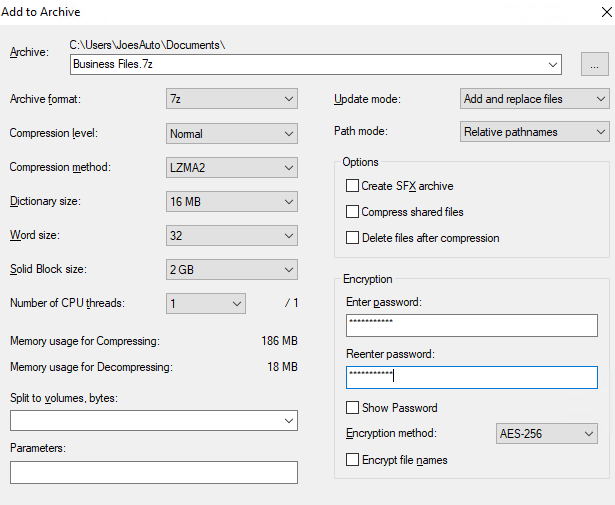 Add to Archive
Archive:
C:\Users\JoesAuto\Documents\
Business Files.7z
...
Archive format:
7z
Compression level:
Normal
Compression method:
LZMA2
Dictionary size:
16 MB
Word size:
32
Solid Block size:
2 GB
Number of CPU threads:
1
/ 1
Memory usage for Compressing:
186 MB
Memory usage for Decompressing:
18 MB
Split to volumes, bytes:
Parameters:
Update mode:
Add and replace files
Path mode:
Relative pathnames
Options
Create SFX archive
Compress shared files
Delete files after compression
Encryption
Enter password:
***********
Reenter password:
***********
Show Password
Encryption method:
AES-256
Encrypt file names